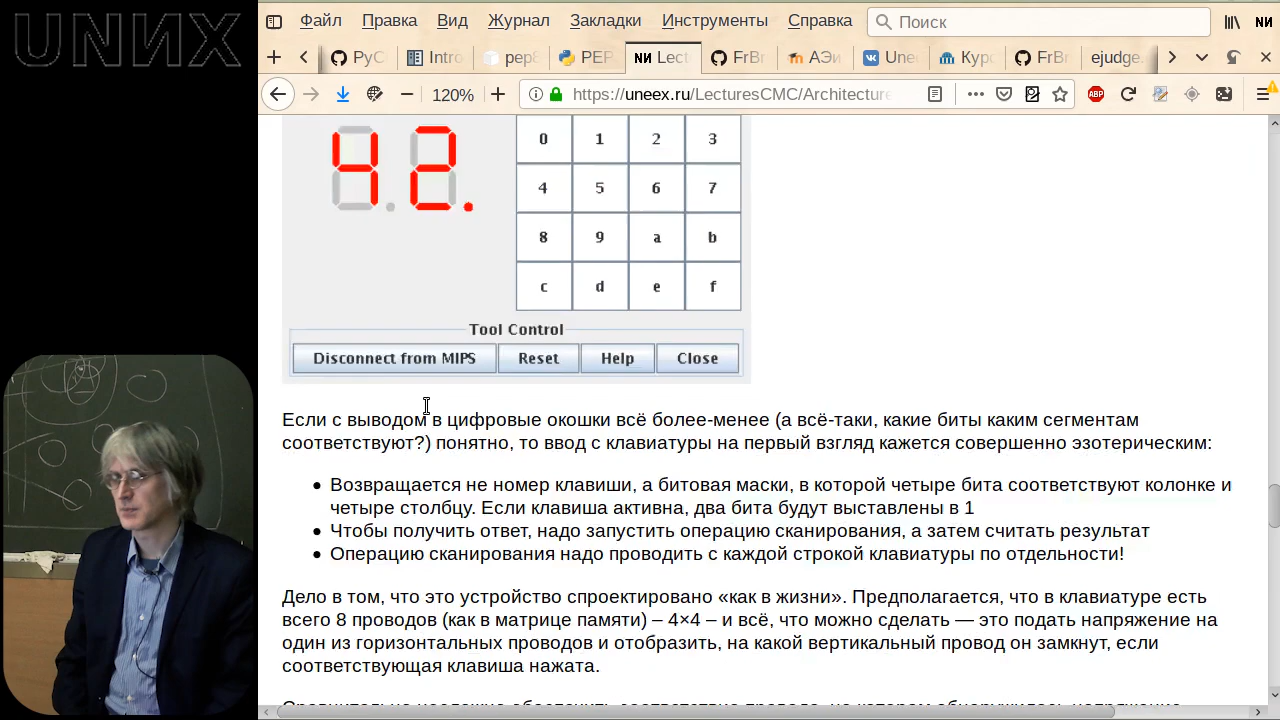 UNИX
Файл Правка Вид Журнал Закладки Инструменты Справка Поиск NИ
PyC Intro pep8 PEP NИ Lect FrBr АЭи Unee Курс FrBr ejudge
120% https://uneex.ru/LecturesCMC/Architecture ABP
42.
0 1 2 3
4 5 6 7
8 9 a b
c d e f
Tool Control
Disconnect from MIPS Reset Help Close
Если с выводом в цифровые окошки всё более-менее (а всё-таки, какие биты каким сегментам
соответствуют?) понятно, то ввод с клавиатуры на первый взгляд кажется совершенно эзотерическим:
• Возвращается не номер клавиши, а битовая маски, в которой четыре бита соответствуют колонке и
четыре столбцу. Если клавиша активна, два бита будут выставлены в 1
• Чтобы получить ответ, надо запустить операцию сканирования, а затем считать результат
• Операцию сканирования надо проводить с каждой строкой клавиатуры по отдельности!
Дело в том, что это устройство спроектировано «как в жизни». Предполагается, что в клавиатуре есть
всего 8 проводов (как в матрице памяти) – 4×4 – и всё, что можно сделать — это подать напряжение на
один из горизонтальных проводов и отобразить, на какой вертикальный провод он замкнут, если
соответствующая клавиша нажата.